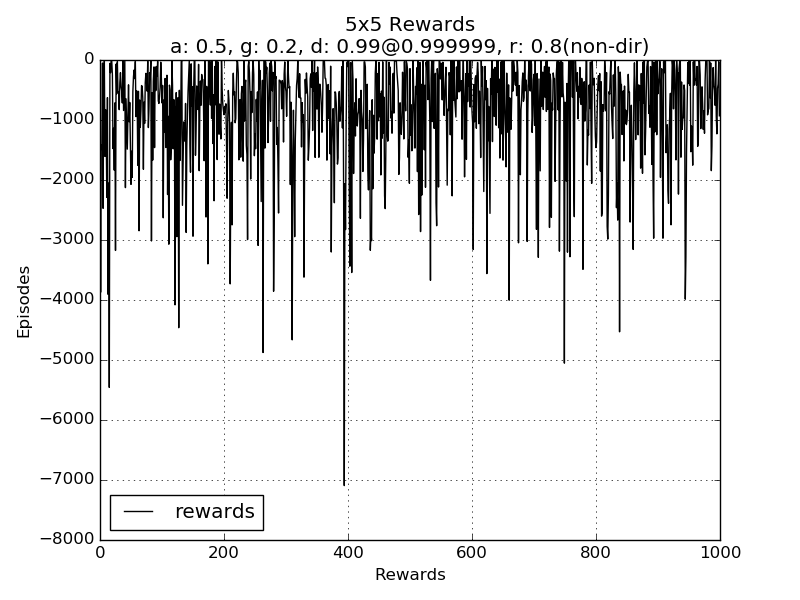 5x5 Rewards
a: 0.5, g: 0.2, d: 0.99@0.999999, r: 0.8(non-dir)
0
−1000
−2000
−3000
−4000
−5000
−6000
−7000
−8000
Episodes
rewards
0 200 400 600 800 1000
Rewards